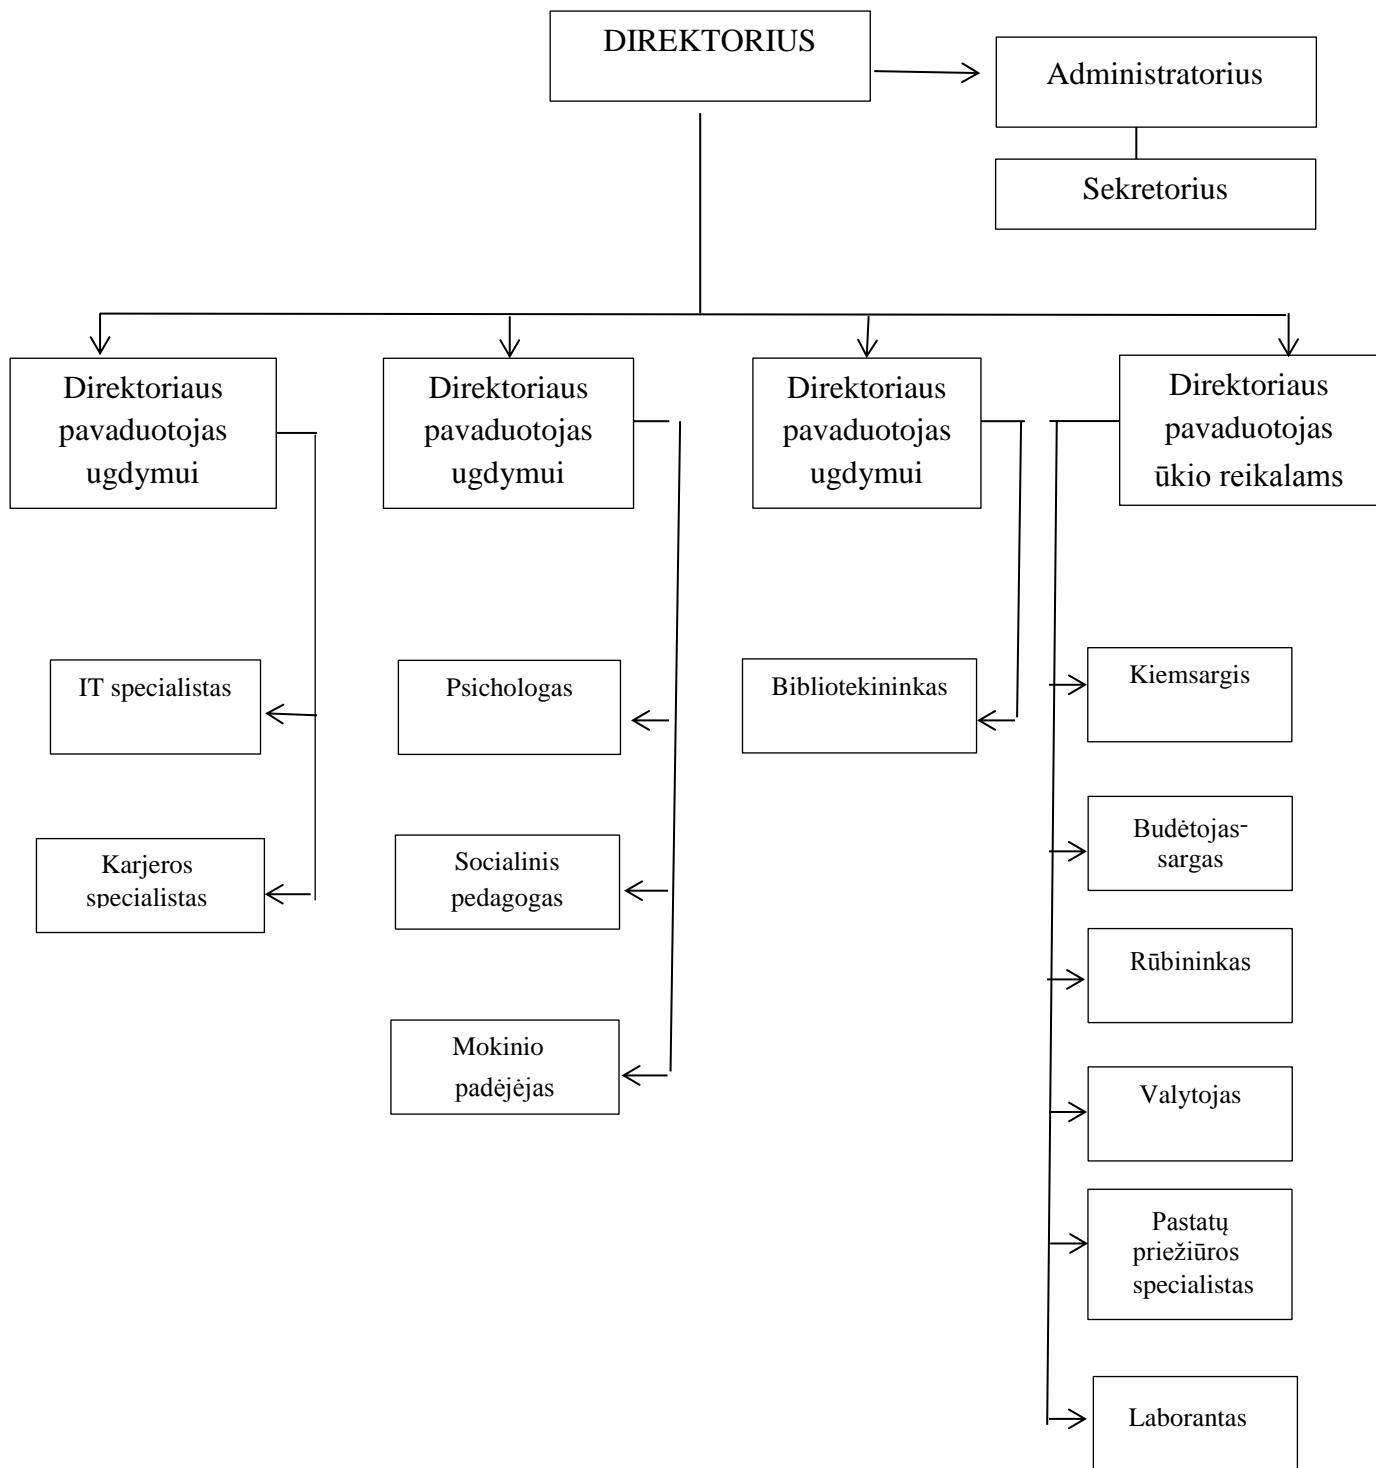 DIREKTORIUS
Administratorius
Sekretorius
Direktoriaus
pavaduotojas
ugdymui
Direktoriaus
pavaduotojas
ugdymui
Direktoriaus
pavaduotojas
ugdymui
Direktoriaus
pavaduotojas
ūkio reikalams
IT specialistas
Karjeros
specialistas
Psichologas
Socialinis
pedagogas
Mokinio
padėjėjas
Bibliotekininkas
Kiemsargis
Budėtojas-
sargas
Rūbininkas
Valytojas
Pastatų
priežiūros
specialistas
Laborantas